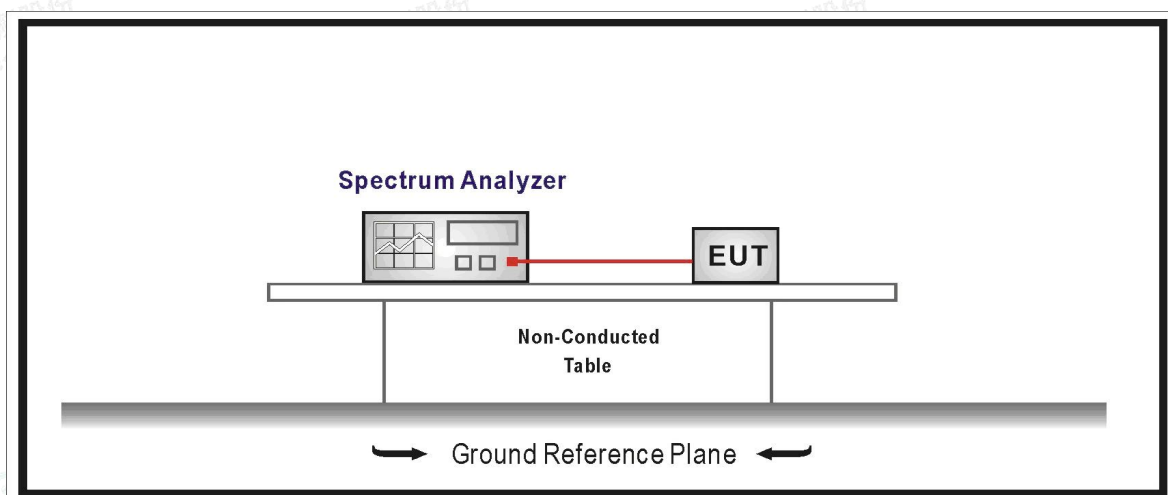 Spectrum Analyzer
EUT
Non-Conducted
Table
Ground Reference Plane